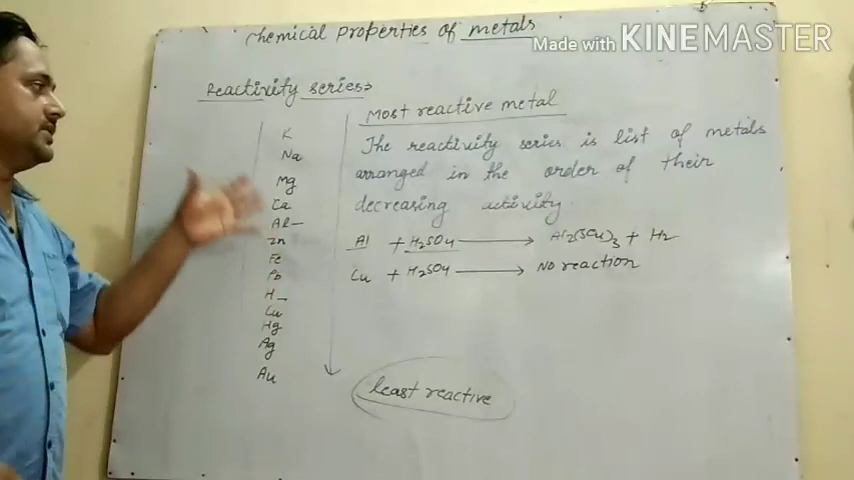 Chemical properties of metals
Made with KINEMASTER
Reactivity series
Most reactive metal
K
Na
Mg
Ca
Al
Zn
Fe
Pb
H
Cu
Hg
Ag
Au
The reactivity series is list of metals
arranged in the order of their
decreasing activity.
Al + H2SO4 → Al2(SO4)3 + H2
Cu + H2SO4 → No reaction
least reactive